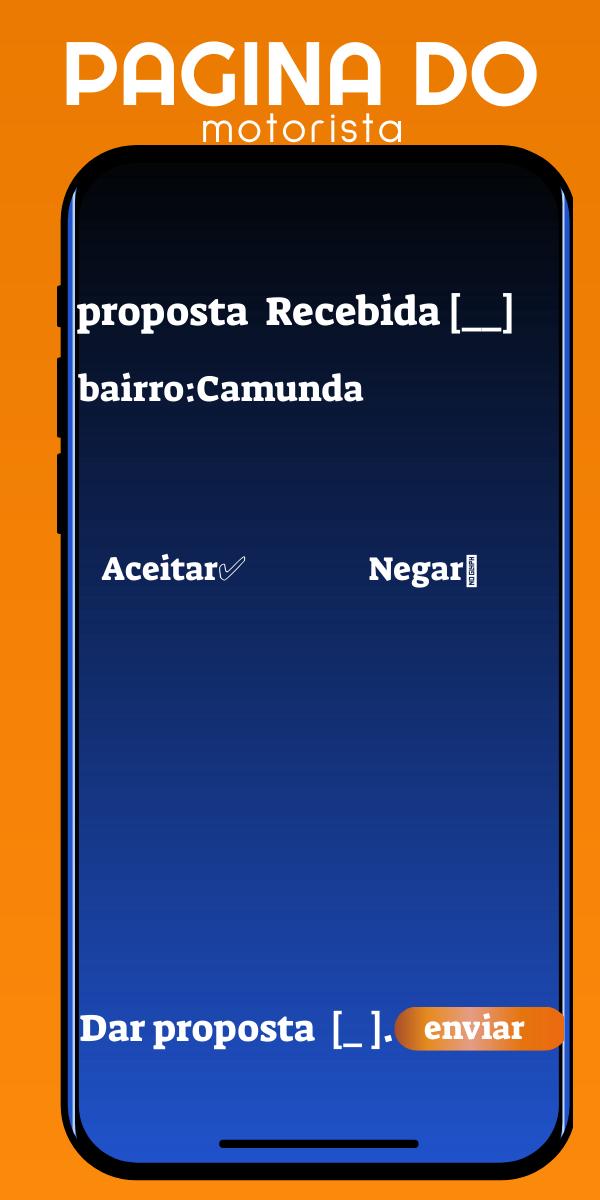 PAGINA DO
motorista
proposta Recebida [__]
bairro:Camunda
Aceitar✓ Negar
Dar proposta [_ ]. enviar